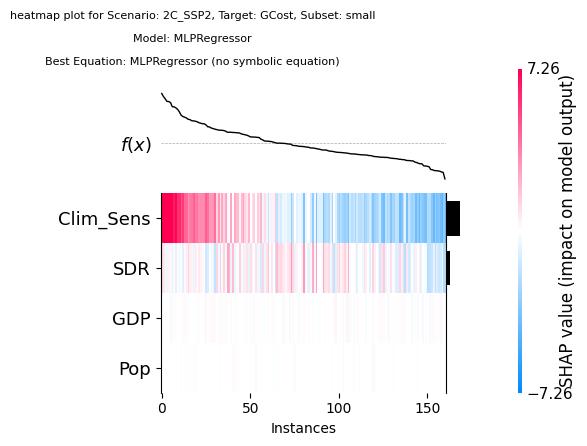 heatmap plot for Scenario: 2C_SSP2, Target: GCost, Subset: small
Model: MLPRegressor
Best Equation: MLPRegressor (no symbolic equation)
7.26
f(x)
Clim_Sens
SDR
GDP
Pop
0
50
100
150
Instances
−7.26
SHAP value (impact on model output)